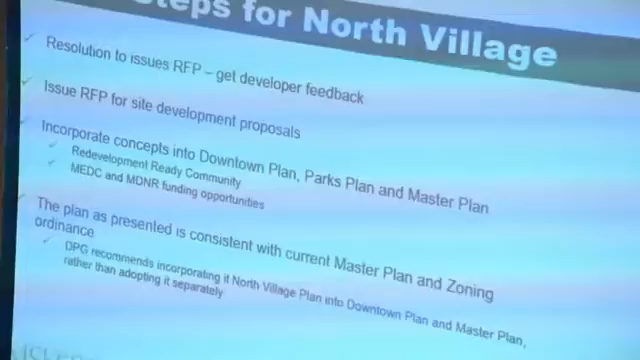 Steps for North Village
Resolution to issues RFP – get developer feedback
Issue RFP for site development proposals
Incorporate concepts into Downtown Plan, Parks Plan and Master Plan
Redevelopment Ready Community
MEDC and MDNR funding opportunities
The plan as presented is consistent with current Master Plan and Zoning
ordinance
DPG recommends incorporating it North Village Plan into Downtown Plan and Master Plan,
rather than adopting it separately